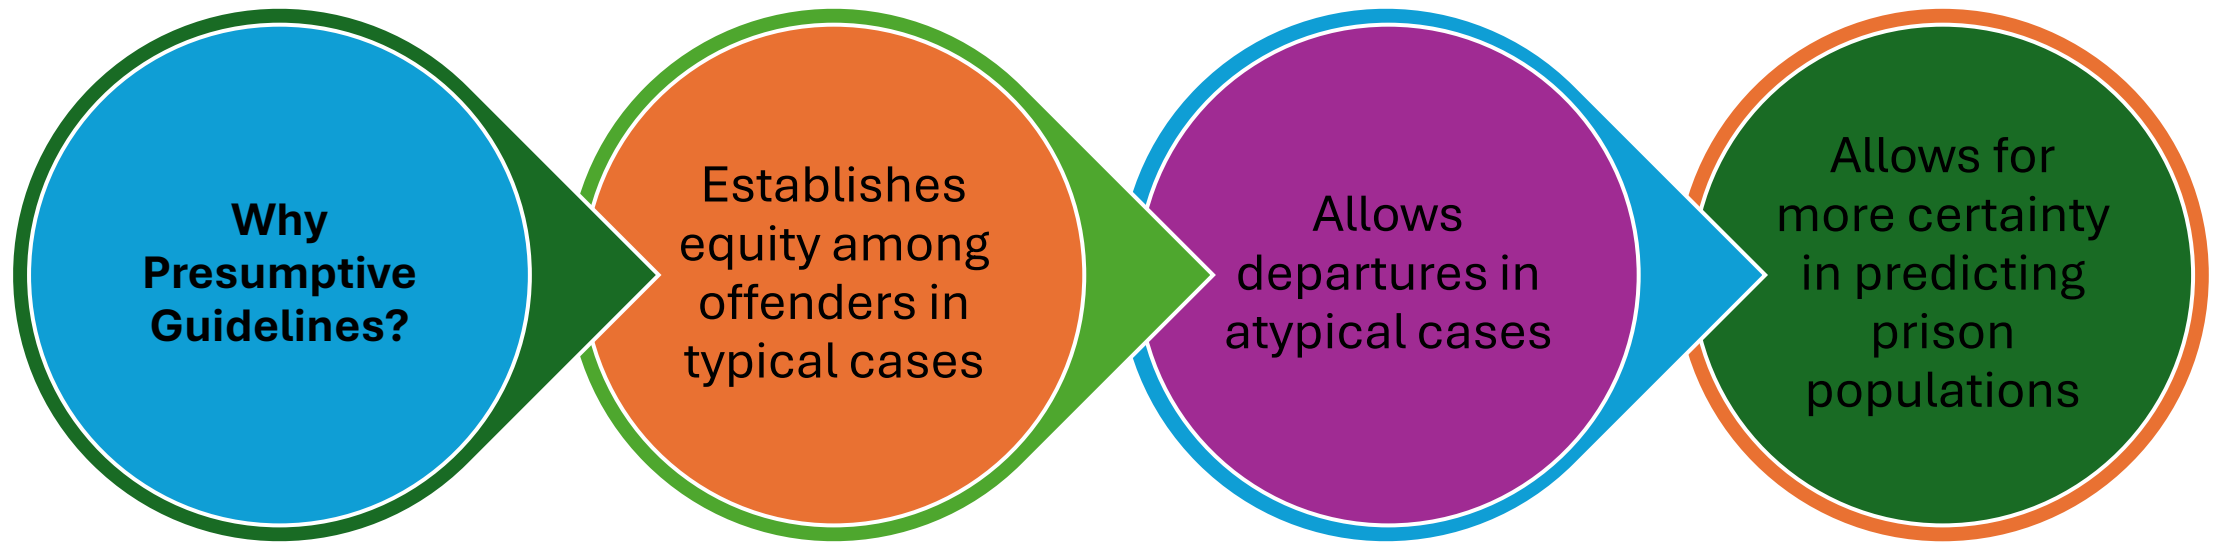 Why
Presumptive
Guidelines?
Establishes
equity among
offenders in
typical cases
Allows
departures in
atypical cases
Allows for
more certainty
in predicting
prison
populations